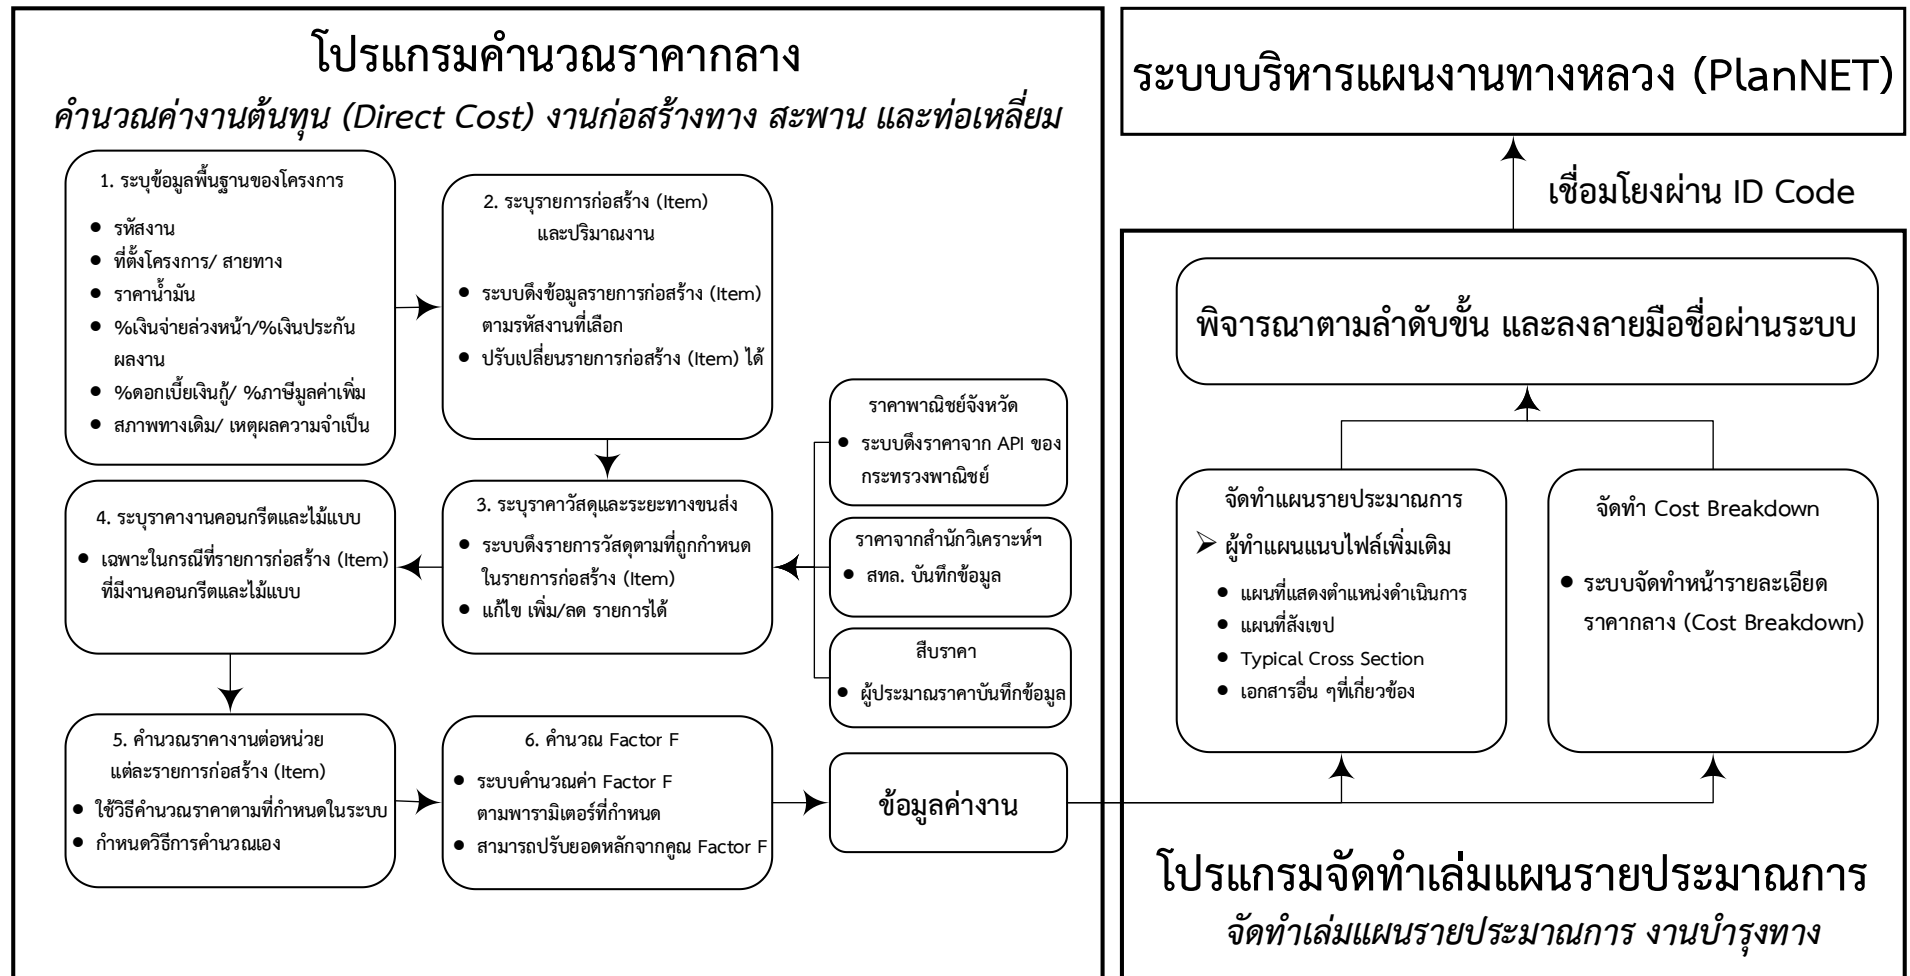 โปรแกรมคำนวณราคากลาง
คำนวณค่างานต้นทุน (Direct Cost) งานก่อสร้างทาง สะพาน และท่อเหลี่ยม
1. ระบุข้อมูลพื้นฐานของโครงการ
● รหัสงาน
● ที่ตั้งโครงการ/ สายทาง
● ราคาน้ำมัน
● %เงินจ่ายล่วงหน้า/%เงินประกัน
ผลงาน
● %ดอกเบี้ยเงินกู้/ %ภาษีมูลค่าเพิ่ม
● สภาพทางเดิม/ เหตุผลความจำเป็น
2. ระบุรายการก่อสร้าง (Item)
และปริมาณงาน
● ระบบดึงข้อมูลรายการก่อสร้าง (Item)
ตามรหัสงานที่เลือก
● ปรับเปลี่ยนรายการก่อสร้าง (Item) ได้
3. ระบุราคาวัสดุและระยะทางขนส่ง
● ระบบดึงรายการวัสดุตามที่ถูกกำหนด
ในรายการก่อสร้าง (Item)
● แก้ไข เพิ่ม/ลด รายการได้
ราคาพาณิชย์จังหวัด
● ระบบดึงราคาจาก API ของ
กระทรวงพาณิชย์
ราคาจากสำนักวิเคราะห์ฯ
● สทล. บันทึกข้อมูล
สืบราคา
● ผู้ประมาณราคาบันทึกข้อมูล
4. ระบุราคางานคอนกรีตและไม้แบบ
● เฉพาะในกรณีที่รายการก่อสร้าง (Item)
ที่มีงานคอนกรีตและไม้แบบ
5. คำนวณราคางานต่อหน่วย
แต่ละรายการก่อสร้าง (Item)
● ใช้วิธีคำนวณราคาตามที่กำหนดในระบบ
● กำหนดวิธีการคำนวณเอง
6. คำนวณ Factor F
● ระบบคำนวณค่า Factor F
ตามพารามิเตอร์ที่กำหนด
● สามารถปรับยอดหลักจากคูณ Factor F
ข้อมูลค่างาน
ระบบบริหารแผนงานทางหลวง (PlanNET)
เชื่อมโยงผ่าน ID Code
พิจารณาตามลำดับขั้น และลงลายมือชื่อผ่านระบบ
จัดทำแผนรายประมาณการ
➢ ผู้ทำแผนแนบไฟล์เพิ่มเติม
● แผนที่แสดงตำแหน่งดำเนินการ
● แผนที่สังเขป
● Typical Cross Section
● เอกสารอื่น ๆที่เกี่ยวข้อง
จัดทำ Cost Breakdown
● ระบบจัดทำหน้ารายละเอียด
ราคากลาง (Cost Breakdown)
โปรแกรมจัดทำเล่มแผนรายประมาณการ
จัดทำเล่มแผนรายประมาณการ งานบำรุงทาง